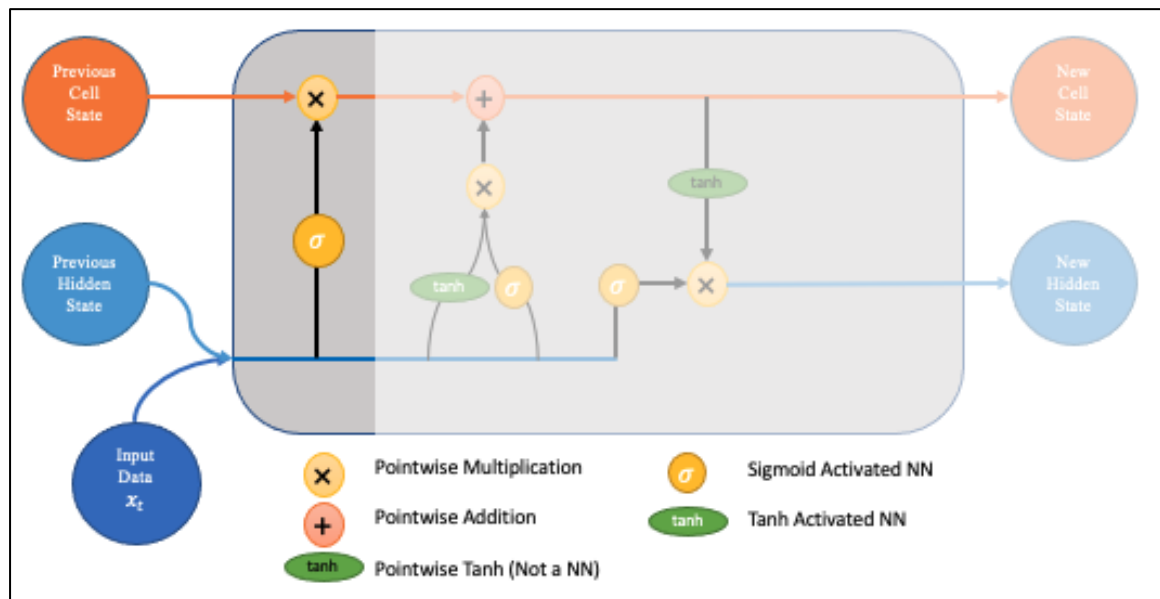 Previous
Cell
State
×
+
New
Cell
State
tanh
×
Previous
Hidden
State
σ
tanh
σ
σ
×
New
Hidden
State
Input
Data
xₜ
× Pointwise Multiplication
σ Sigmoid Activated NN
+ Pointwise Addition
tanh Tanh Activated NN
tanh Pointwise Tanh (Not a NN)